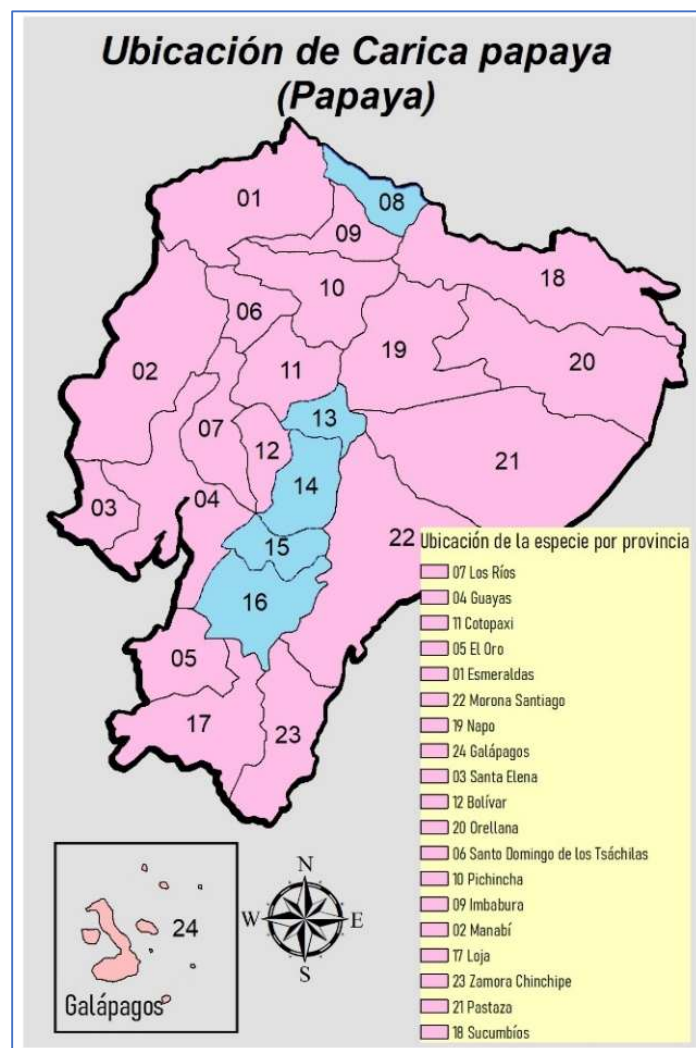 Ubicación de Carica papaya
(Papaya)
08
01
09
18
10
06
19
20
02
11
13
07
12
21
14
03
04
15
22
16
05
17
23
Ubicación de la especie por provincia
07 Los Ríos
04 Guayas
11 Cotopaxi
05 El Oro
01 Esmeraldas
22 Morona Santiago
19 Napo
24 Galápagos
03 Santa Elena
12 Bolívar
20 Orellana
06 Santo Domingo de los Tsáchilas
10 Pichincha
09 Imbabura
02 Manabí
17 Loja
23 Zamora Chinchipe
21 Pastaza
18 Sucumbíos
24
Galápagos
N
W E
S